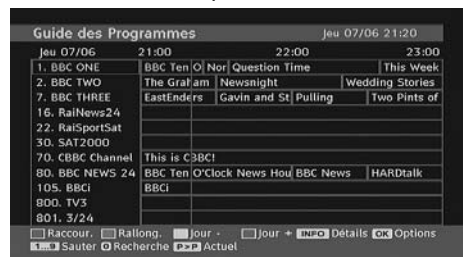 Guide des Programmes Jeu 07/06 21:20
Jeu 07/06 21:00 22:00 23:00
1. BBC ONE BBC Ten O Nor Question Time This Week
2. BBC TWO The Graham Newsnight Wedding Stories
7. BBC THREE EastEnders Gavin and St Pulling Two Pints of
16. RaiNews24
22. RaiSportSat
30. SAT2000
70. CBBC Channel This is CBBC!
80. BBC NEWS 24 BBC Ten O'Clock News Hou BBC News HARDtalk
105. BBCi BBCi
800. TV3
801. 3/24
Raccour. Rallong. Jour - Jour + INFO Détails OK Options
1...9 Sauter 0 Recherche P>P Actuel